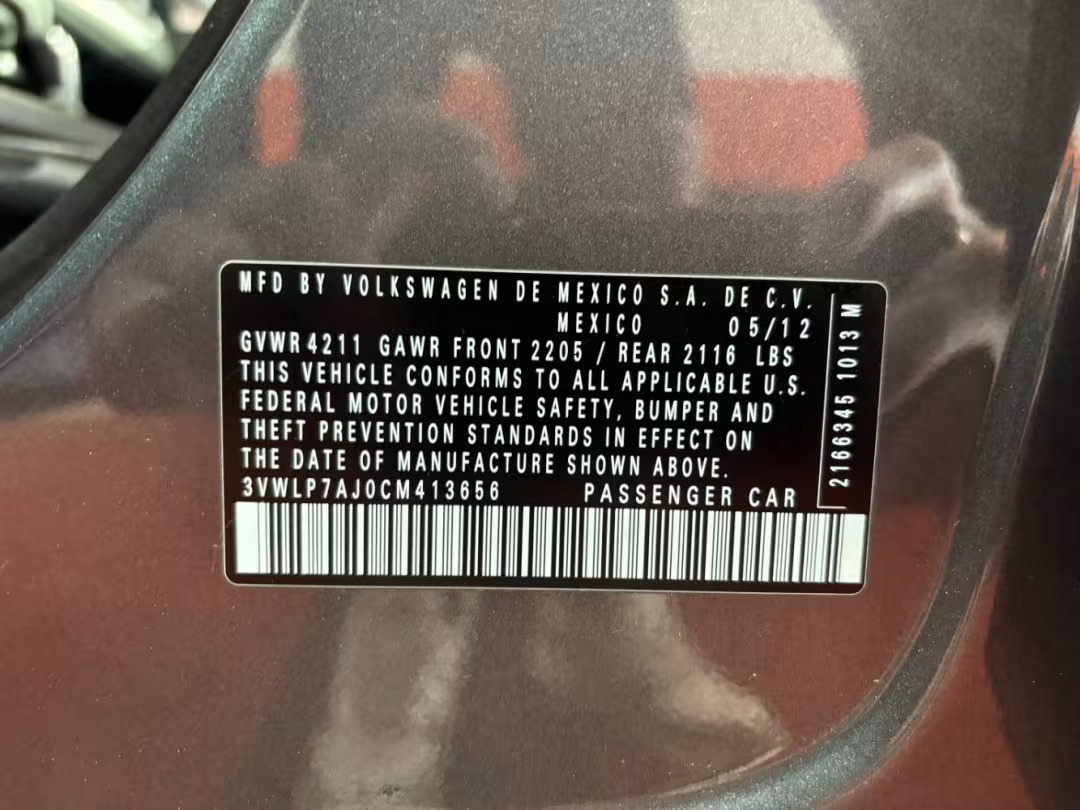 MFD BY VOLKSWAGEN DE MEXICO S.A. DE C.V.
MEXICO 05/12
GVWR 4211 GAWR FRONT 2205 / REAR 2116 LBS
THIS VEHICLE CONFORMS TO ALL APPLICABLE U.S.
FEDERAL MOTOR VEHICLE SAFETY, BUMPER AND
THEFT PREVENTION STANDARDS IN EFFECT ON
THE DATE OF MANUFACTURE SHOWN ABOVE.
3VWLP7AJ0CM413656 PASSENGER CAR
2166345 1013 M